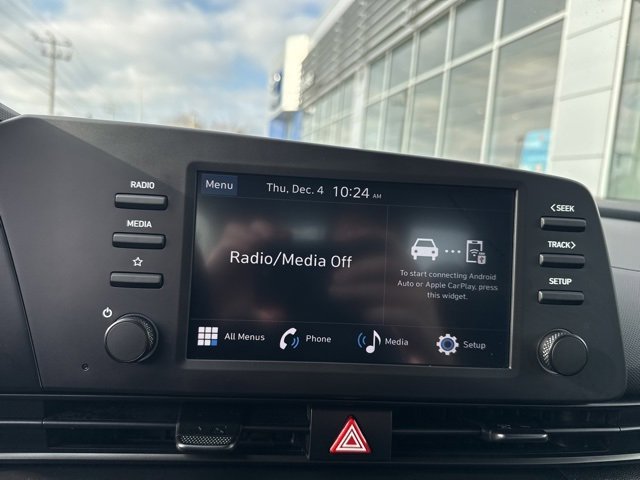 RADIO
MEDIA
Menu
Thu, Dec. 4 10:24 AM
Radio/Media Off
To start connecting Android
Auto or Apple CarPlay, press
this widget.
All Menus
Phone
Media
Setup
<SEEK
TRACK>
SETUP